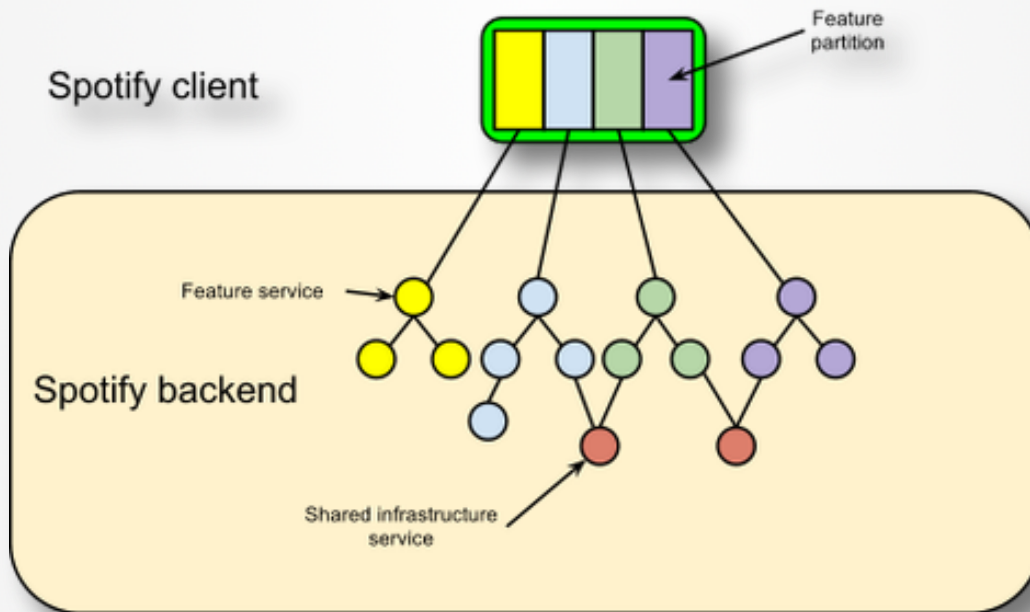 Feature
partition
Spotify client
Feature service
Spotify backend
Shared infrastructure
service